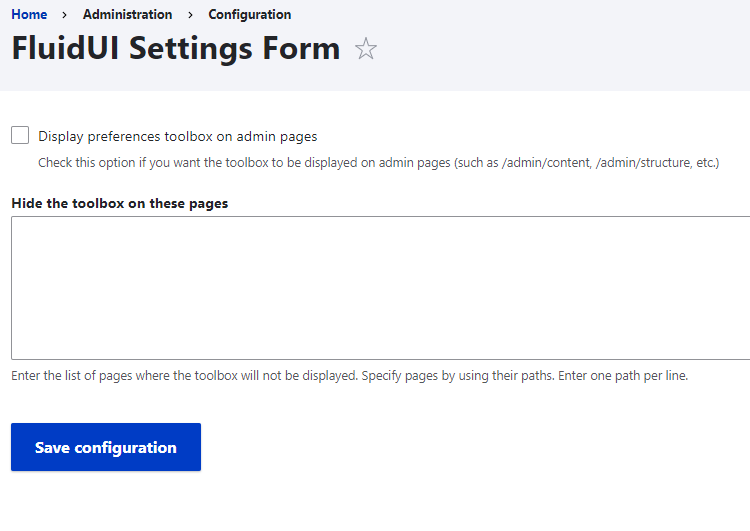 Home > Administration > Configuration
FluidUI Settings Form
Display preferences toolbox on admin pages
Check this option if you want the toolbox to be displayed on admin pages (such as /admin/content, /admin/structure, etc.)
Hide the toolbox on these pages
Enter the list of pages where the toolbox will not be displayed. Specify pages by using their paths. Enter one path per line.
Save configuration